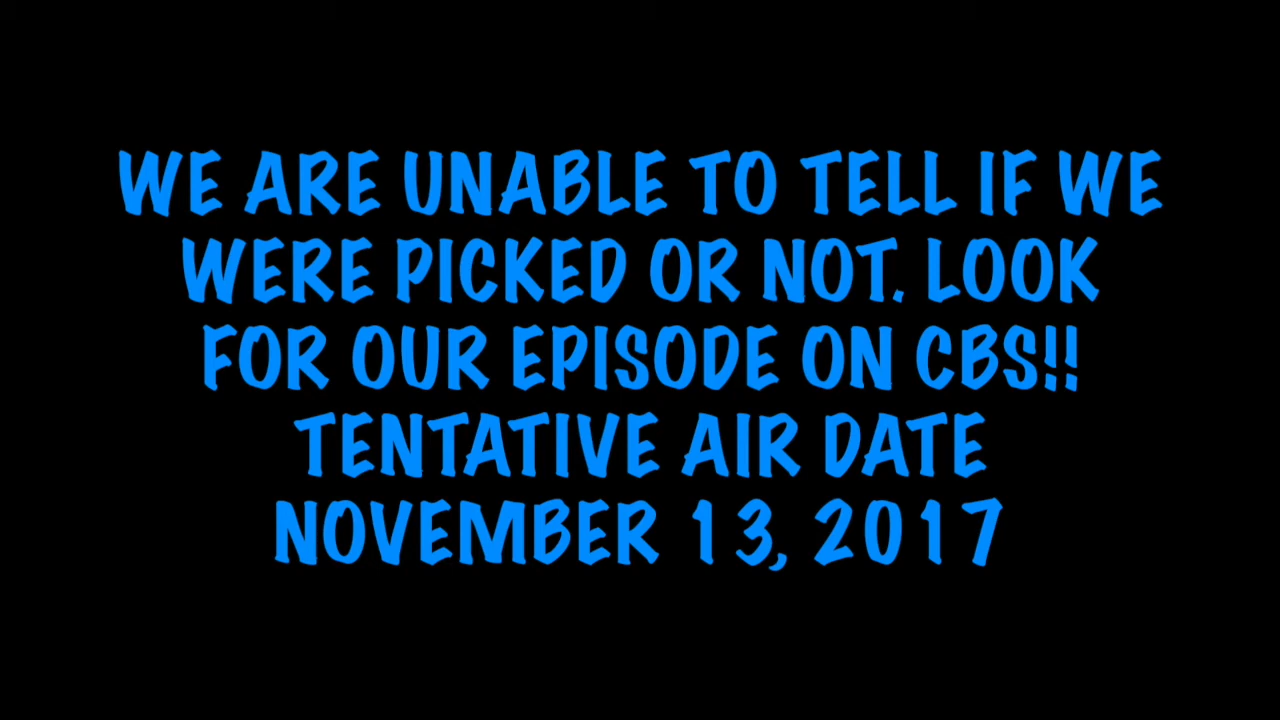 WE ARE UNABLE TO TELL IF WE
WERE PICKED OR NOT. LOOK
FOR OUR EPISODE ON CBS!!
TENTATIVE AIR DATE
NOVEMBER 13, 2017